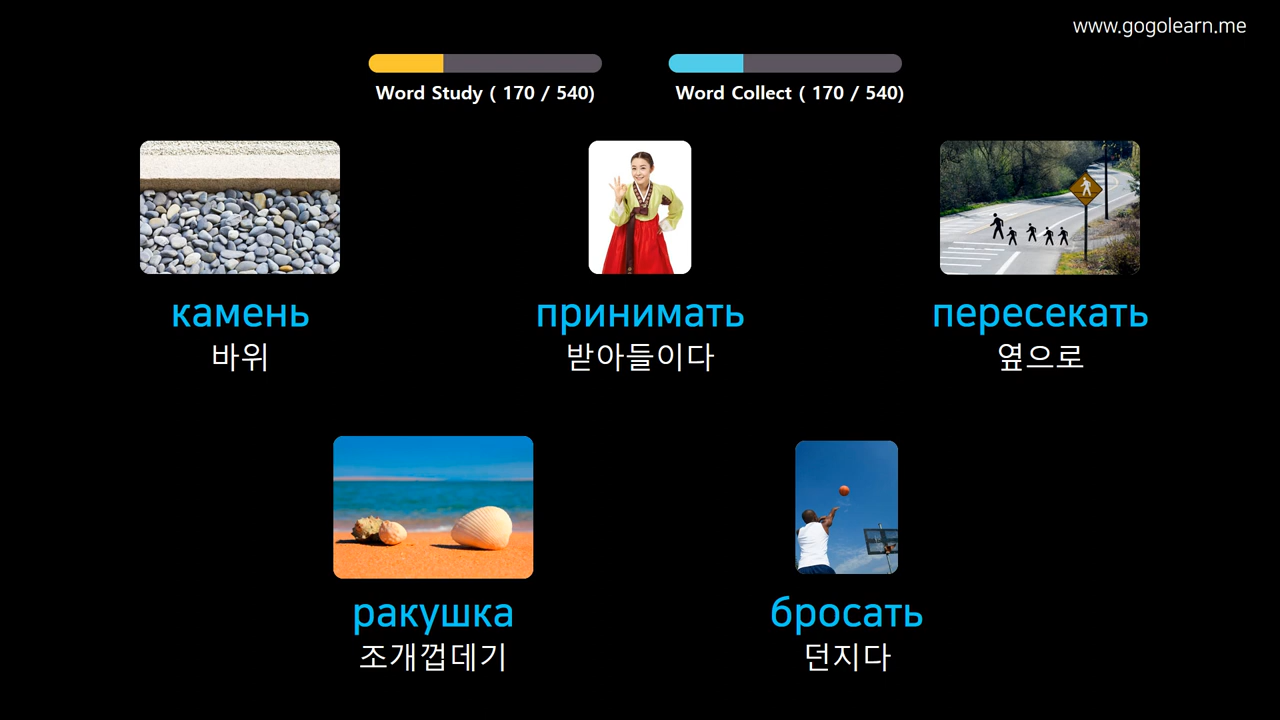 www.gogolearn.me
Word Study ( 170 / 540)
Word Collect ( 170 / 540)
камень
바위
принимать
받아들이다
пересекать
옆으로
ракушка
조개껍데기
бросать
던지다